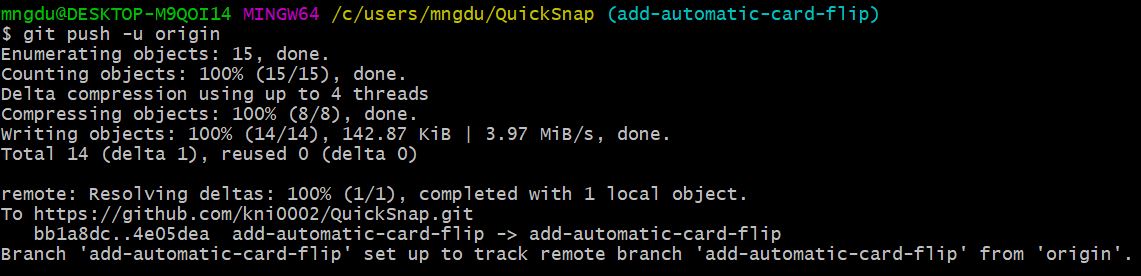 mngdu@DESKTOP-M9QOI14 MINGW64 /c/users/mngdu/QuickSnap (add-automatic-card-flip)
$ git push -u origin
Enumerating objects: 15, done.
Counting objects: 100% (15/15), done.
Delta compression using up to 4 threads
Compressing objects: 100% (8/8), done.
Writing objects: 100% (14/14), 142.87 KiB | 3.97 MiB/s, done.
Total 14 (delta 1), reused 0 (delta 0)
remote: Resolving deltas: 100% (1/1), completed with 1 local object.
To https://github.com/kni0002/QuickSnap.git
   bb1a8dc..4e05dea  add-automatic-card-flip -> add-automatic-card-flip
Branch 'add-automatic-card-flip' set up to track remote branch 'add-automatic-card-flip' from 'origin'.